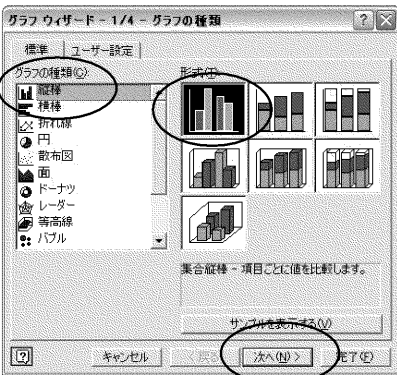 グラフ ウィザード - 1/4 - グラフの種類
標準
ユーザー設定
グラフの種類(C):
形式(T):
縦棒
横棒
折れ線
円
散布図
面
ドーナツ
レーダー
等高線
バブル
集合縦棒 - 項目ごとに値を比較します。
サンプルを表示する(V)
キャンセル
< 戻る
次へ(N) >
完了(F)